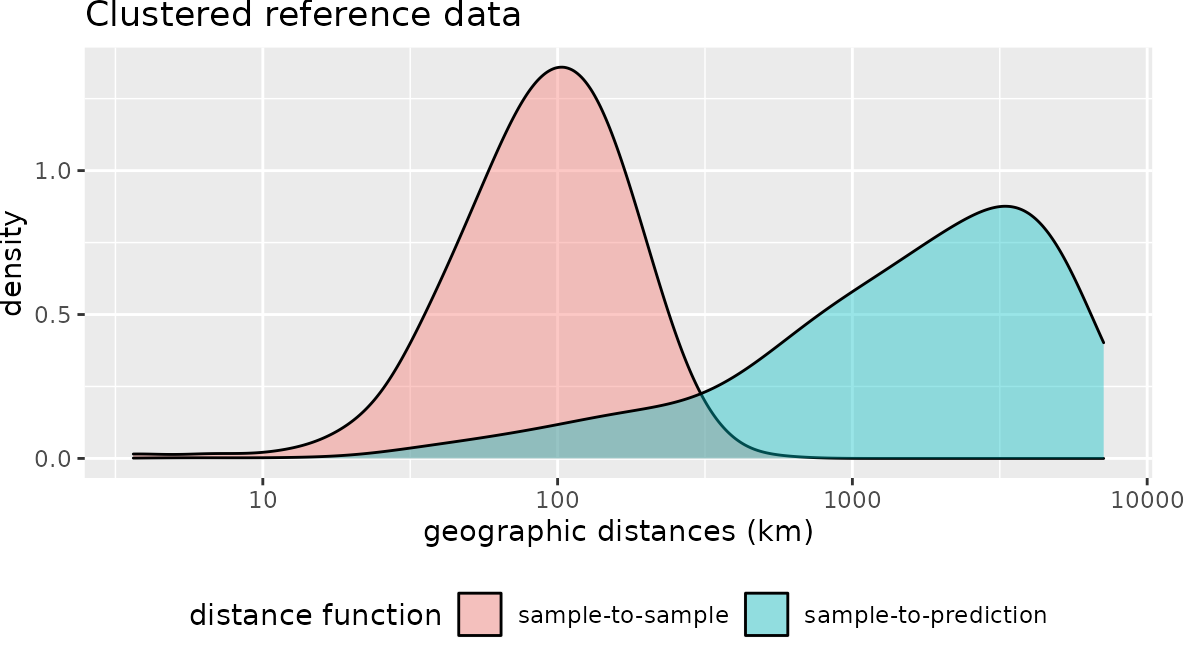 Clustered reference data
density
1.0
0.5
0.0
10 100 1000 10000
geographic distances (km)
distance function sample-to-sample sample-to-prediction